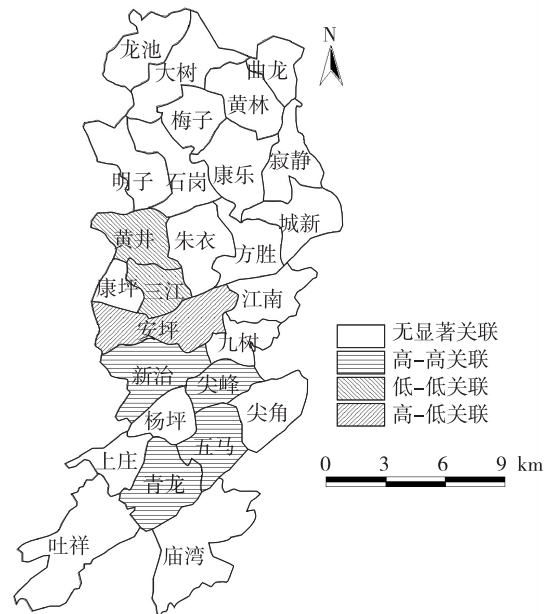 龙池
N
大树
曲龙
黄林
梅子
寂静
明子
石岗
康乐
城新
黄井
朱衣
方胜
康坪
三江
江南
安坪
九树
无显著关联
高-高关联
低-低关联
高-低关联
新治
尖峰
杨坪
尖角
五马
上庄
青龙
0 3 6 9 km
吐祥
庙湾